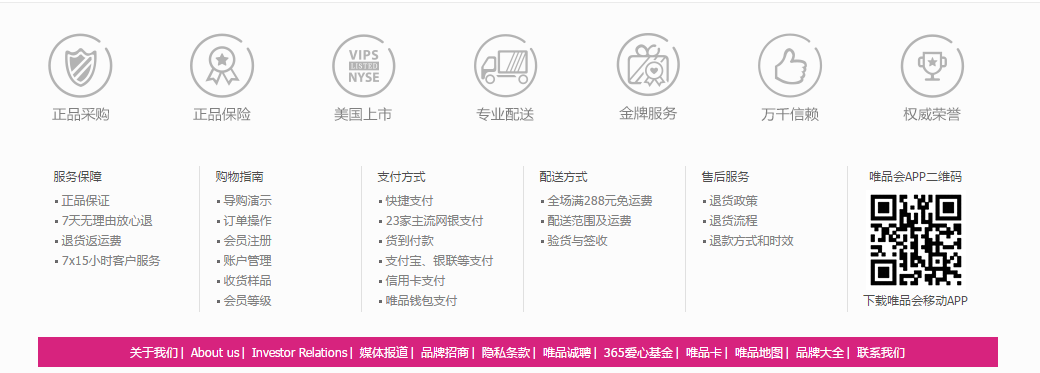 VIPS
LISTED
NYSE
正品采购 正品保险 美国上市 专业配送 金牌服务 万千信赖 权威荣誉
服务保障
正品保证
7天无理由放心退
退货返运费
7x15小时客户服务
购物指南
导购演示
订单操作
会员注册
账户管理
收货样品
会员等级
支付方式
快捷支付
23家主流网银支付
货到付款
支付宝、银联等支付
信用卡支付
唯品钱包支付
配送方式
全场满288元免运费
配送范围及运费
验货与签收
售后服务
退货政策
退货流程
退款方式和时效
唯品会APP二维码
下载唯品会移动APP
关于我们| About us| Investor Relations| 媒体报道| 品牌招商| 隐私条款| 唯品诚聘| 365爱心基金| 唯品卡| 唯品地图| 品牌大全| 联系我们